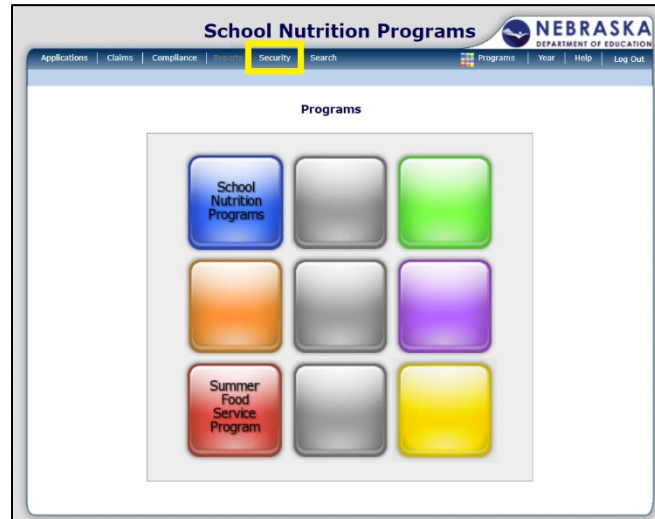 School Nutrition Programs
NEBRASKA
DEPARTMENT OF EDUCATION
Applications | Claims | Compliance | Reports | Security | Search Programs | Year | Help | Log Out
Programs
School
Nutrition
Programs
Summer
Food
Service
Program